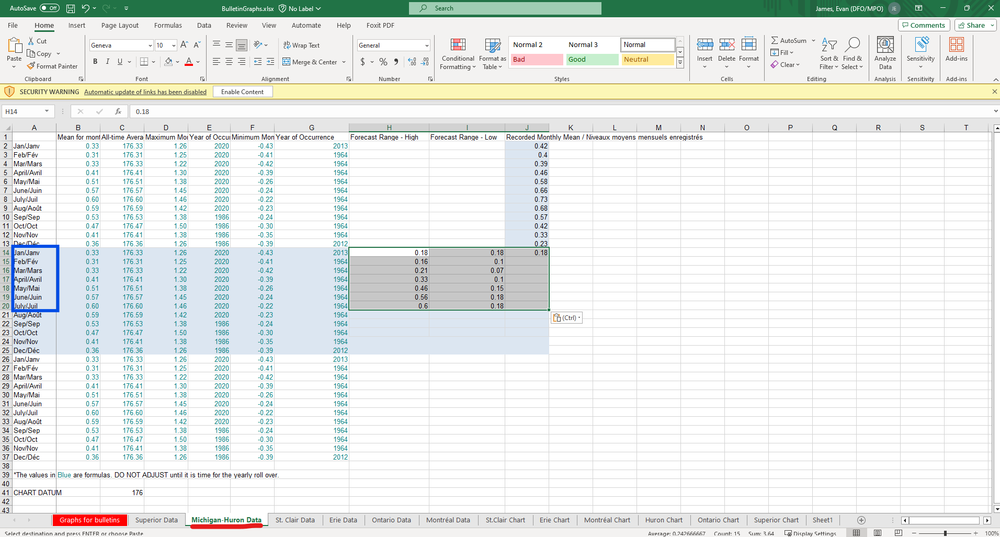 AutoSave Off BulletinGraphs.xlsx No Label Search James, Evan (DFO/MPO) JE
File Home Insert Page Layout Formulas Data Review View Automate Help Foxit PDF Comments Share
Paste Cut Copy Format Painter Clipboard
Geneva 10 A A B I U A Font
ab Wrap Text Merge & Center Alignment
General $ % 9 Number
Conditional Formatting Format as Table Normal 2 Normal 3 Normal Bad Good Neutral Styles
Insert Delete Format Cells
AutoSum Fill Clear Sort & Filter Find & Select Editing
Analyze Data Analysis
Sensitivity Sensitivity
Add-ins Add-ins
SECURITY WARNING Automatic update of links has been disabled Enable Content
H14 fx 0.18
A B C D E F G H I J K L M N O P Q R S T
1 Mean for mont All-time Avera Maximum Mon Year of Occur Minimum Mon Year of Occurrence Forecast Range - High Forecast Range - Low Recorded Monthly Mean / Niveaux moyens mensuels enregistrés
2 Jan/Janv 0.33 176.33 1.26 2020 -0.43 2013 0.42
3 Feb/Fév 0.31 176.31 1.25 2020 -0.41 1964 0.4
4 Mar/Mars 0.33 176.33 1.22 2020 -0.42 1964 0.39
5 April/Avril 0.41 176.41 1.30 2020 -0.39 1964 0.46
6 May/Mai 0.51 176.51 1.38 2020 -0.26 1964 0.58
7 June/Juin 0.57 176.57 1.45 2020 -0.24 1964 0.66
8 July/Juil 0.60 176.60 1.46 2020 -0.22 1964 0.73
9 Aug/Août 0.59 176.59 1.42 2020 -0.23 1964 0.68
10 Sep/Sep 0.53 176.53 1.38 1986 -0.24 1964 0.57
11 Oct/Oct 0.47 176.47 1.50 1986 -0.30 1964 0.42
12 Nov/Nov 0.41 176.41 1.38 1986 -0.35 1964 0.33
13 Dec/Déc 0.36 176.36 1.26 1986 -0.39 2012 0.23
14 Jan/Janv 0.33 176.33 1.26 2020 -0.43 2013 0.18 0.18 0.18
15 Feb/Fév 0.31 176.31 1.25 2020 -0.41 1964 0.16 0.1
16 Mar/Mars 0.33 176.33 1.22 2020 -0.42 1964 0.21 0.07
17 April/Avril 0.41 176.41 1.30 2020 -0.39 1964 0.33 0.1
18 May/Mai 0.51 176.51 1.38 2020 -0.26 1964 0.46 0.15
19 June/Juin 0.57 176.57 1.45 2020 -0.24 1964 0.56 0.18
20 July/Juil 0.60 176.60 1.46 2020 -0.22 1964 0.6 0.18
21 Aug/Août 0.59 176.59 1.42 2020 -0.23 1964 (Ctrl)
22 Sep/Sep 0.53 176.53 1.38 1986 -0.24 1964
23 Oct/Oct 0.47 176.47 1.50 1986 -0.30 1964
24 Nov/Nov 0.41 176.41 1.38 1986 -0.35 1964
25 Dec/Déc 0.36 176.36 1.26 1986 -0.39 2012
26 Jan/Janv 0.33 176.33 1.26 2020 -0.43 2013
27 Feb/Fév 0.31 176.31 1.25 2020 -0.41 1964
28 Mar/Mars 0.33 176.33 1.22 2020 -0.42 1964
29 April/Avril 0.41 176.41 1.30 2020 -0.39 1964
30 May/Mai 0.51 176.51 1.38 2020 -0.26 1964
31 June/Juin 0.57 176.57 1.45 2020 -0.24 1964
32 July/Juil 0.60 176.60 1.46 2020 -0.22 1964
33 Aug/Août 0.59 176.59 1.42 2020 -0.23 1964
34 Sep/Sep 0.53 176.53 1.38 1986 -0.24 1964
35 Oct/Oct 0.47 176.47 1.50 1986 -0.30 1964
36 Nov/Nov 0.41 176.41 1.38 1986 -0.35 1964
37 Dec/Déc 0.36 176.36 1.26 1986 -0.39 2012
38
39 *The values in Blue are formulas. DO NOT ADJUST until it is time for the yearly roll over.
40
41 CHART DATUM 176
42
43
Graphs for bulletins Superior Data Michigan-Huron Data St. Clair Data Erie Data Ontario Data Montréal Data St.Clair Chart Erie Chart Montréal Chart Huron Chart Ontario Chart Superior Chart Sheet1
Select destination and press ENTER or choose Paste Average: 0.242666667 Count: 15 Sum: 3.64 Display Settings 100%